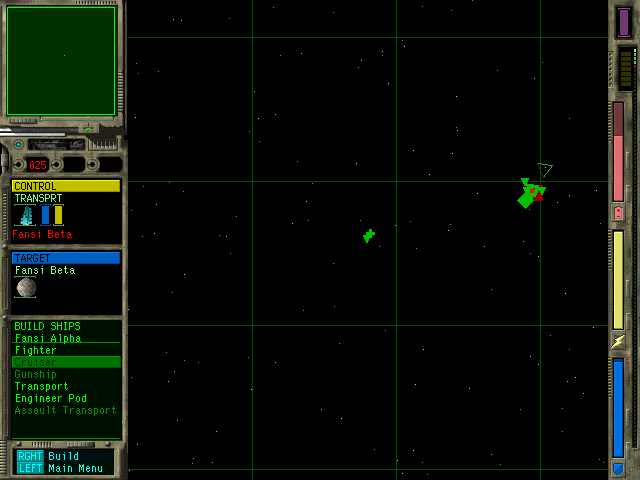 025
CONTROL
TRANSPRT
Fansi Beta
TARGET
Fansi Beta
BUILD SHIPS
Fansi Alpha
Fighter
Cruiser
Gunship
Transport
Engineer Pod
Assault Transport
RGHT Build
LEFT Main Menu